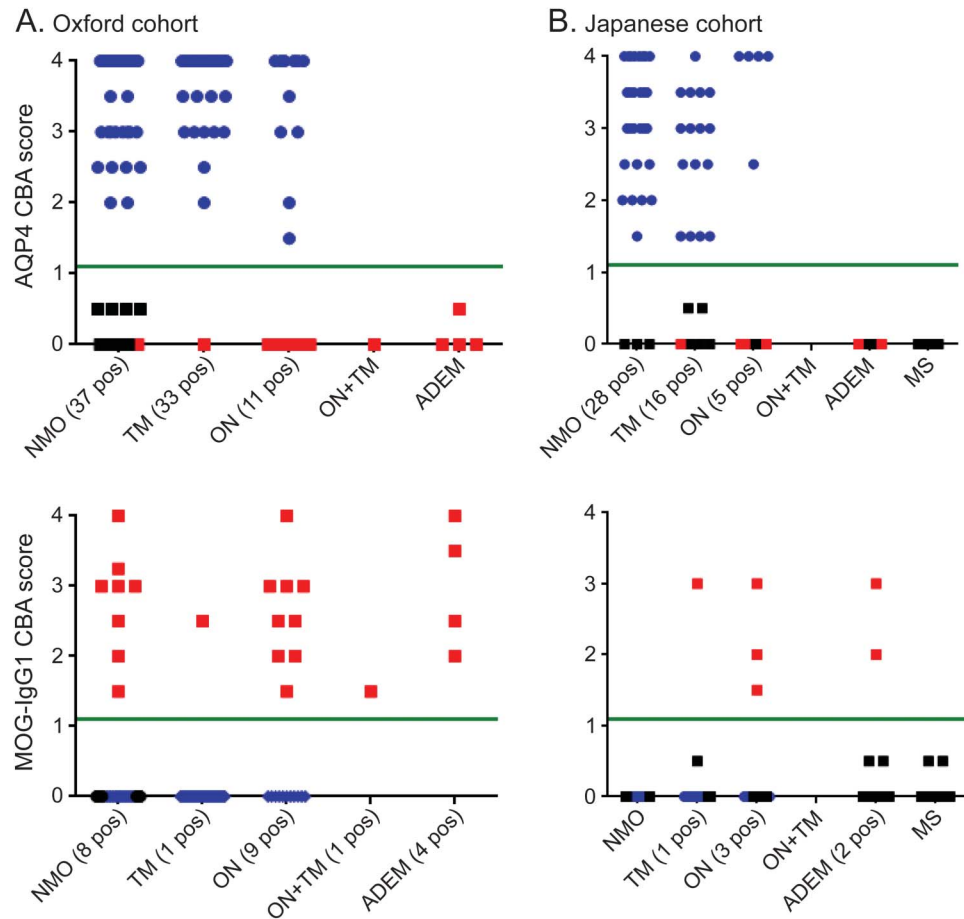 A. Oxford cohort
B. Japanese cohort
AQP4 CBA score
4
3
2
1
0
NMO (37 pos)
TM (33 pos)
ON (11 pos)
ON+TM
ADEM
4
3
2
1
0
NMO (28 pos)
TM (16 pos)
ON (5 pos)
ON+TM
ADEM
MS
MOG-IgG1 CBA score
4
3
2
1
0
NMO (8 pos)
TM (1 pos)
ON (9 pos)
ON+TM (1 pos)
ADEM (4 pos)
4
3
2
1
0
NMO
TM (1 pos)
ON (3 pos)
ON+TM
ADEM (2 pos)
MS